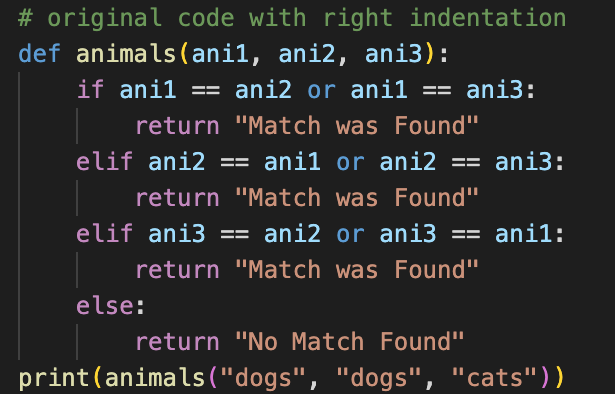 # original code with right indentation
def animals(ani1, ani2, ani3):
    if ani1 == ani2 or ani1 == ani3:
        return "Match was Found"
    elif ani2 == ani1 or ani2 == ani3:
        return "Match was Found"
    elif ani3 == ani2 or ani3 == ani1:
        return "Match was Found"
    else:
        return "No Match Found"
print(animals("dogs", "dogs", "cats"))